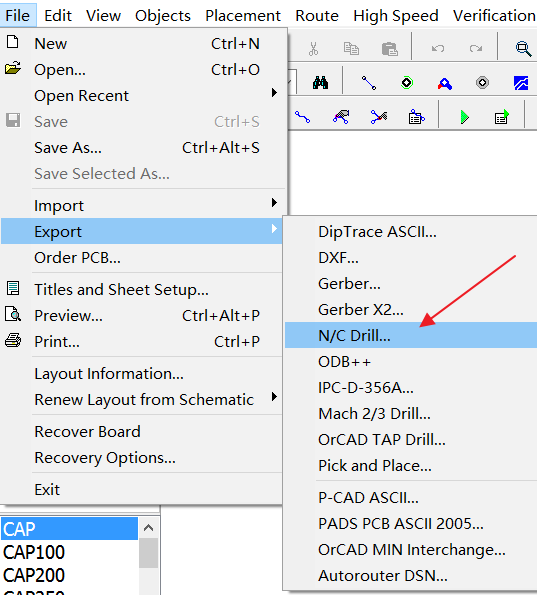 File Edit View Objects Placement Route High Speed Verification
New Ctrl+N
Open... Ctrl+O
Open Recent
Save Ctrl+S
Save As... Ctrl+Alt+S
Save Selected As...
Import
Export
Order PCB...
Titles and Sheet Setup...
Preview... Ctrl+Alt+P
Print... Ctrl+P
Layout Information...
Renew Layout from Schematic
Recover Board
Recovery Options...
Exit
DipTrace ASCII...
DXF...
Gerber...
Gerber X2...
N/C Drill...
ODB++
IPC-D-356A...
Mach 2/3 Drill...
OrCAD TAP Drill...
Pick and Place...
P-CAD ASCII...
PADS PCB ASCII 2005...
OrCAD MIN Interchange...
Autorouter DSN...
CAP
CAP100
CAP200